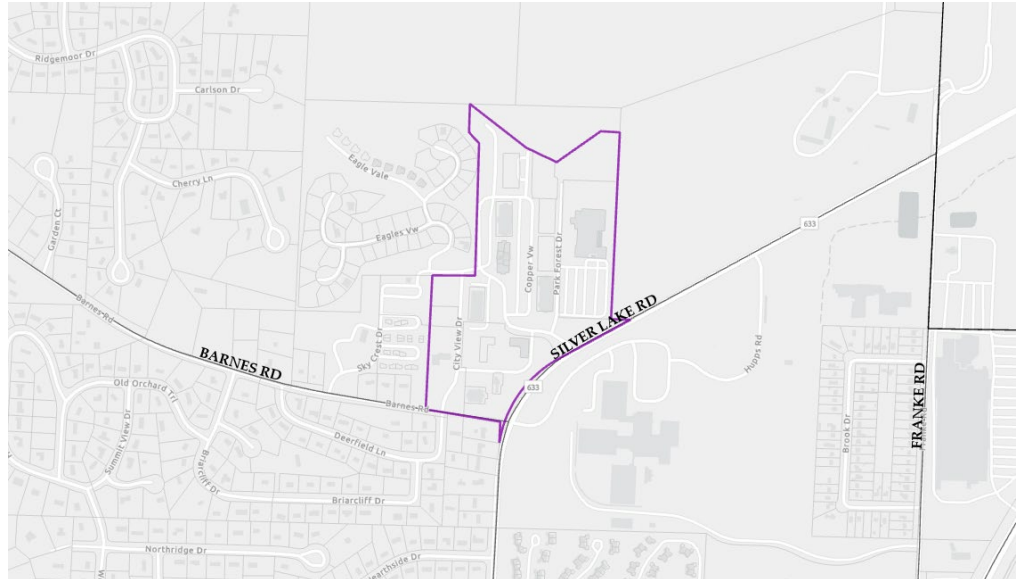 Ridgemoor Dr
Carlson Dr
Eagle Vale
Cherry Ln
Garden Ct
Eagles Vw
Copper Vw
Park Forest Dr
633
Barnes Rd
BARNES RD
Sky Crest Dr
City View Dr
SILVER LAKE RD
633
Hupps Rd
FRANKE RD
Old Orchard Trl
Summit View Dr
Barnes Rd
Deerfield Ln
Briarcliff Dr
Briarcliff Dr
Brook Dr
Northridge Dr
earthside Dr
W